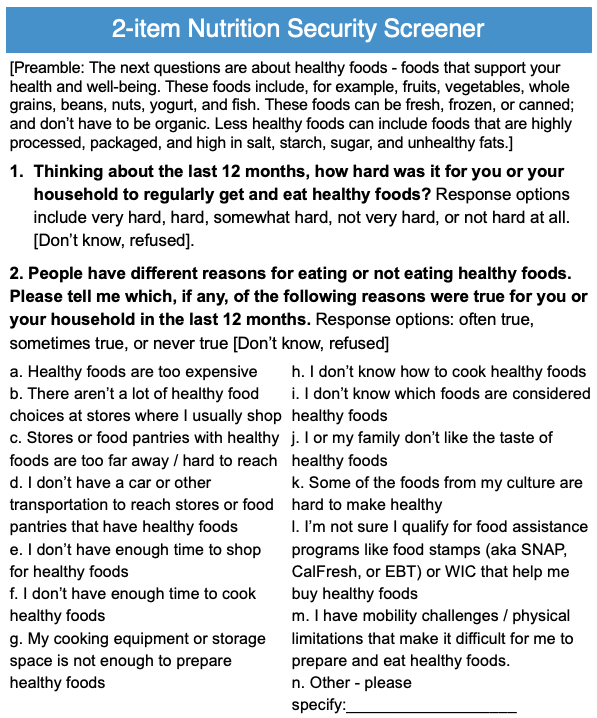 2-item Nutrition Security Screener
[Preamble: The next questions are about healthy foods - foods that support your
health and well-being. These foods include, for example, fruits, vegetables, whole
grains, beans, nuts, yogurt, and fish. These foods can be fresh, frozen, or canned;
and don’t have to be organic. Less healthy foods can include foods that are highly
processed, packaged, and high in salt, starch, sugar, and unhealthy fats.]
1. Thinking about the last 12 months, how hard was it for you or your
household to regularly get and eat healthy foods? Response options
include very hard, hard, somewhat hard, not very hard, or not hard at all.
[Don’t know, refused].
2. People have different reasons for eating or not eating healthy foods.
Please tell me which, if any, of the following reasons were true for you or
your household in the last 12 months. Response options: often true,
sometimes true, or never true [Don’t know, refused]
a. Healthy foods are too expensive
b. There aren’t a lot of healthy food
choices at stores where I usually shop
c. Stores or food pantries with healthy
foods are too far away / hard to reach
d. I don’t have a car or other
transportation to reach stores or food
pantries that have healthy foods
e. I don’t have enough time to shop
for healthy foods
f. I don’t have enough time to cook
healthy foods
g. My cooking equipment or storage
space is not enough to prepare
healthy foods
h. I don’t know how to cook healthy foods
i. I don’t know which foods are considered
healthy foods
j. I or my family don’t like the taste of
healthy foods
k. Some of the foods from my culture are
hard to make healthy
l. I’m not sure I qualify for food assistance
programs like food stamps (aka SNAP,
CalFresh, or EBT) or WIC that help me
buy healthy foods
m. I have mobility challenges / physical
limitations that make it difficult for me to
prepare and eat healthy foods.
n. Other - please
specify:____________________